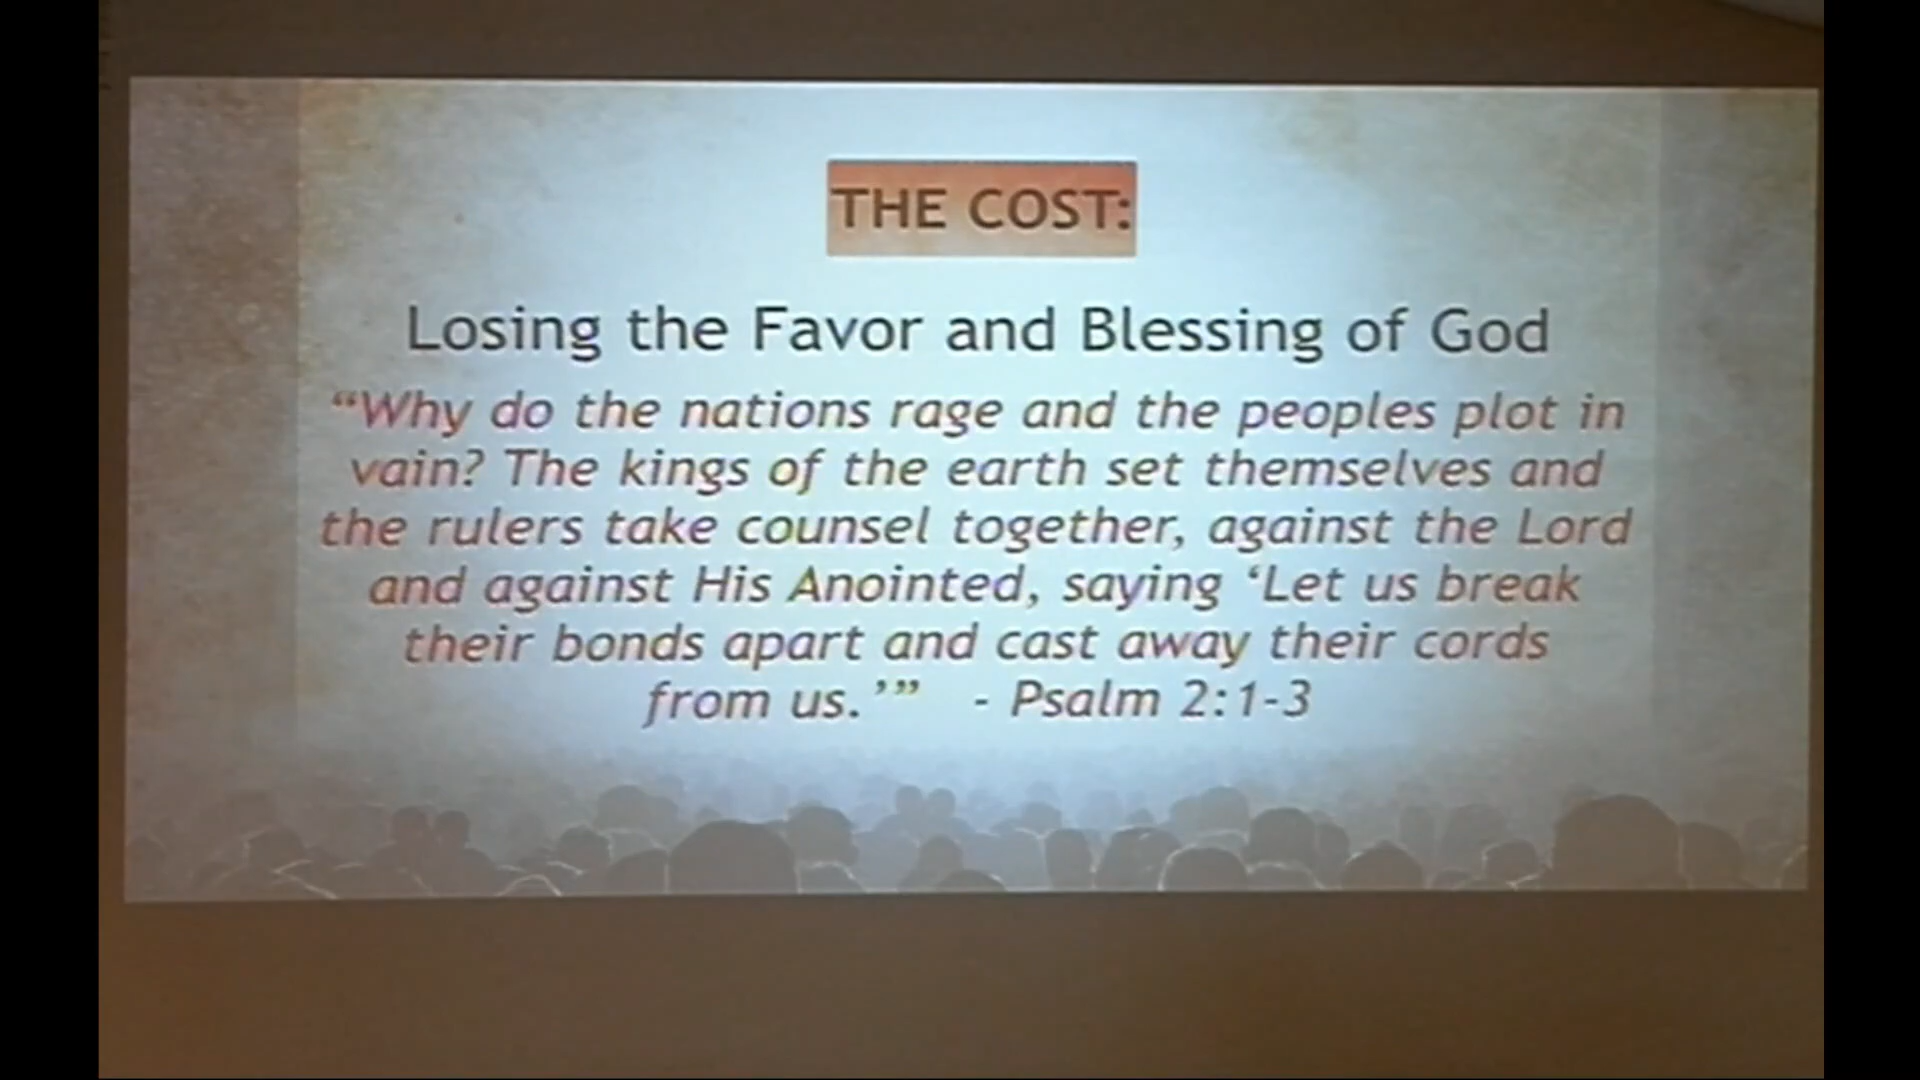 THE COST:
Losing the Favor and Blessing of God
“Why do the nations rage and the peoples plot in
vain? The kings of the earth set themselves and
the rulers take counsel together, against the Lord
and against His Anointed, saying ‘Let us break
their bonds apart and cast away their cords
from us.’” - Psalm 2:1-3